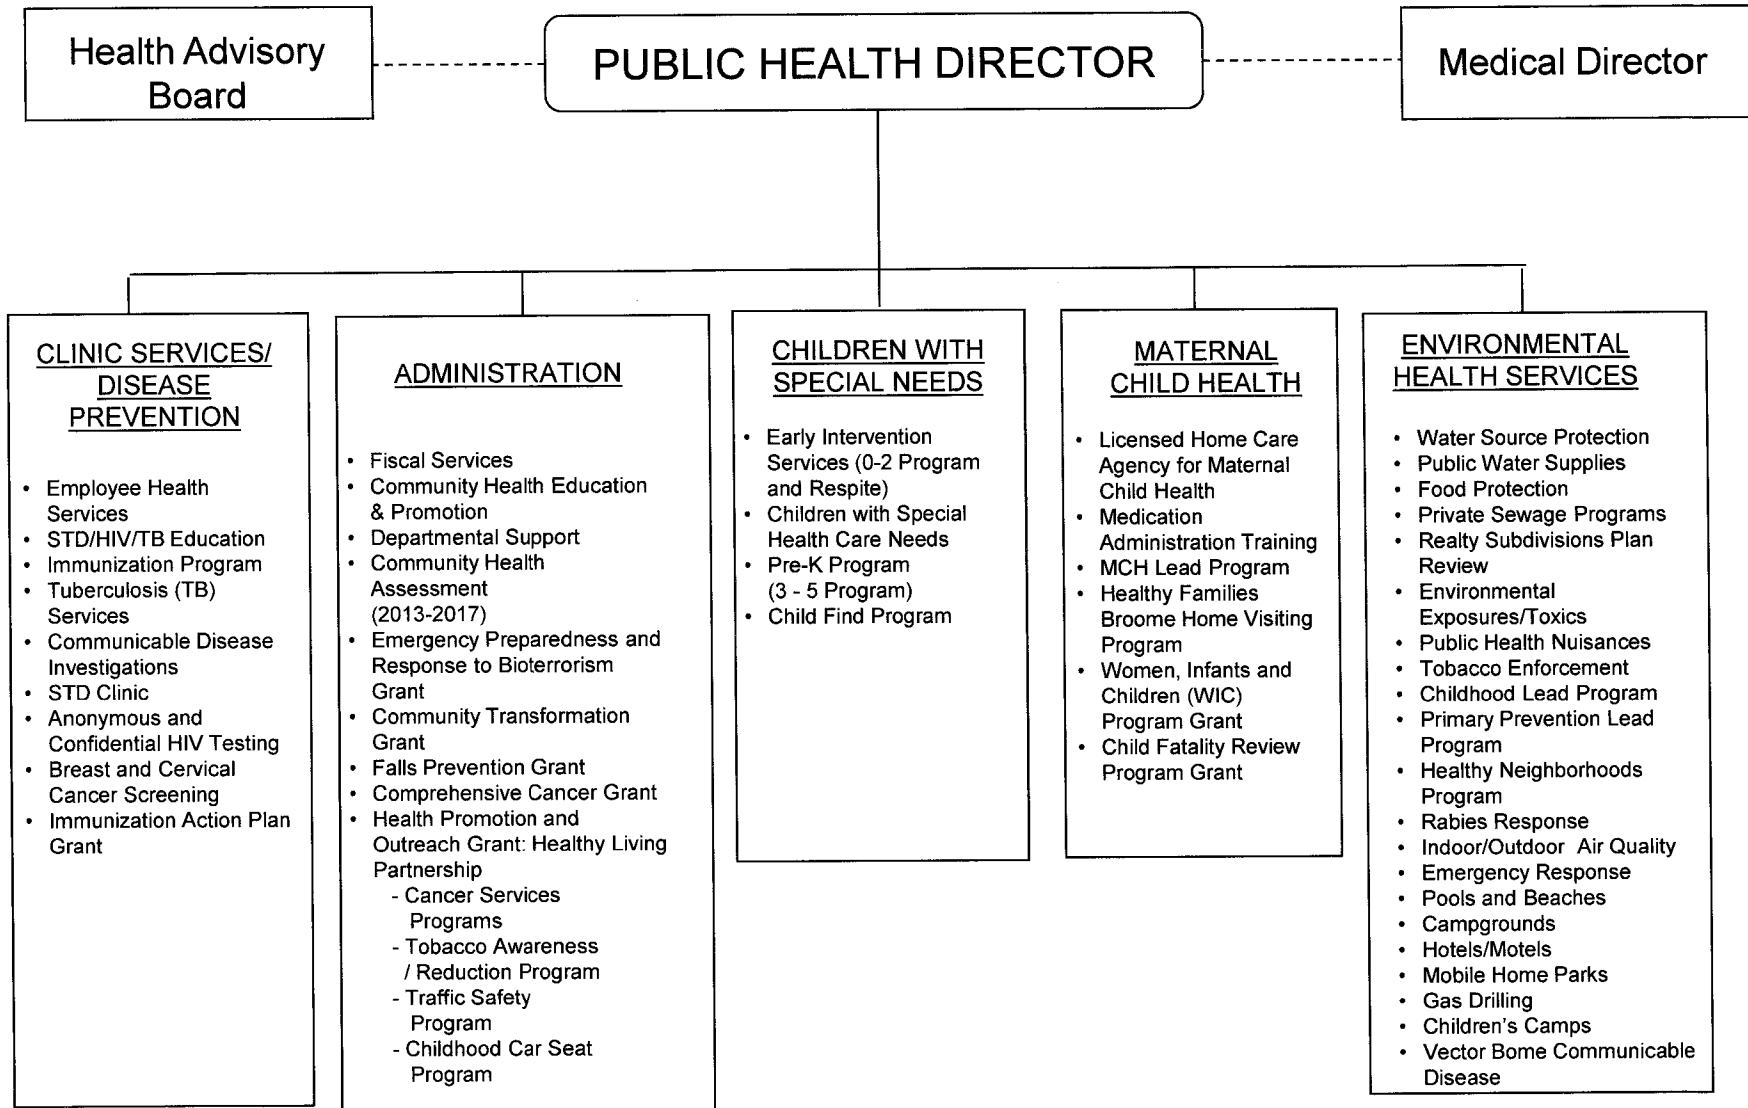 Health Advisory
Board
PUBLIC HEALTH DIRECTOR
Medical Director
CLINIC SERVICES/
DISEASE
PREVENTION
• Employee Health
Services
• STD/HIV/TB Education
• Immunization Program
• Tuberculosis (TB)
Services
• Communicable Disease
Investigations
• STD Clinic
• Anonymous and
Confidential HIV Testing
• Breast and Cervical
Cancer Screening
• Immunization Action Plan
Grant
ADMINISTRATION
• Fiscal Services
• Community Health Education
& Promotion
• Departmental Support
• Community Health
Assessment
(2013-2017)
• Emergency Preparedness and
Response to Bioterrorism
Grant
• Community Transformation
Grant
• Falls Prevention Grant
• Comprehensive Cancer Grant
• Health Promotion and
Outreach Grant: Healthy Living
Partnership
- Cancer Services
Programs
- Tobacco Awareness
/ Reduction Program
- Traffic Safety
Program
- Childhood Car Seat
Program
CHILDREN WITH
SPECIAL NEEDS
• Early Intervention
Services (0-2 Program
and Respite)
• Children with Special
Health Care Needs
• Pre-K Program
(3 - 5 Program)
• Child Find Program
MATERNAL
CHILD HEALTH
• Licensed Home Care
Agency for Maternal
Child Health
• Medication
Administration Training
• MCH Lead Program
• Healthy Families
Broome Home Visiting
Program
• Women, Infants and
Children (WIC)
Program Grant
• Child Fatality Review
Program Grant
ENVIRONMENTAL
HEALTH SERVICES
• Water Source Protection
• Public Water Supplies
• Food Protection
• Private Sewage Programs
• Realty Subdivisions Plan
Review
• Environmental
Exposures/Toxics
• Public Health Nuisances
• Tobacco Enforcement
• Childhood Lead Program
• Primary Prevention Lead
Program
• Healthy Neighborhoods
Program
• Rabies Response
• Indoor/Outdoor Air Quality
• Emergency Response
• Pools and Beaches
• Campgrounds
• Hotels/Motels
• Mobile Home Parks
• Gas Drilling
• Children's Camps
• Vector Bome Communicable
Disease